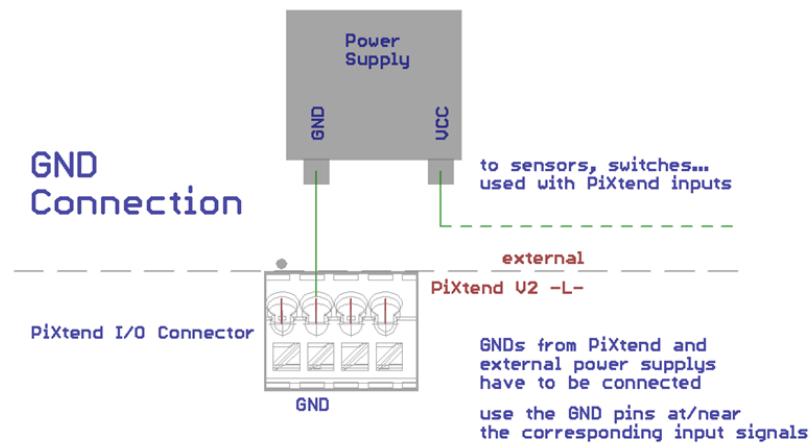 Power
Supply
GND
VCC
GND
Connection
to sensors, switches...
used with PiXtend inputs
external
PiXtend V2 -L-
PiXtend I/O Connector
GND
GNDs from PiXtend and
external power supplys
have to be connected
use the GND pins at/near
the corresponding input signals